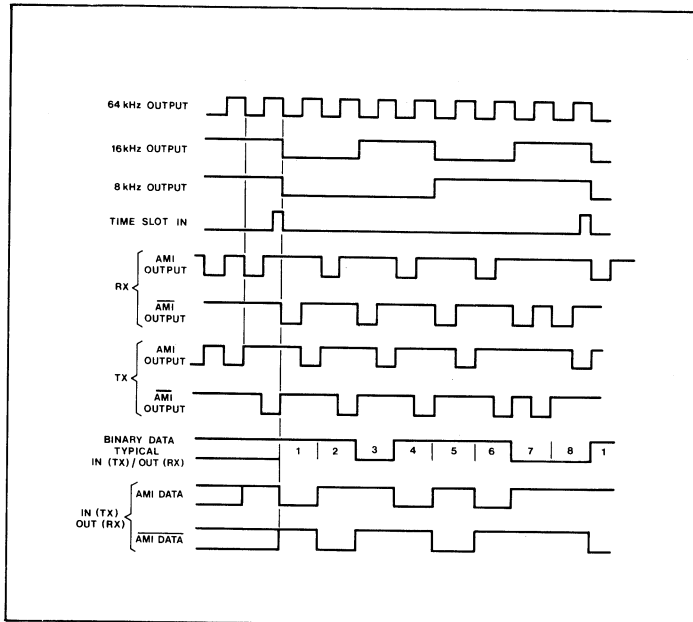 64 kHz OUTPUT
16kHz OUTPUT
8 kHz OUTPUT
TIME SLOT IN
RX
AMI
OUTPUT
AMI
OUTPUT
TX
AMI
OUTPUT
AMI
OUTPUT
BINARY DATA
TYPICAL
IN (TX) / OUT (RX)
1 2 3 4 5 6 7 8 1
IN (TX)
OUT (RX)
AMI DATA
AMI DATA